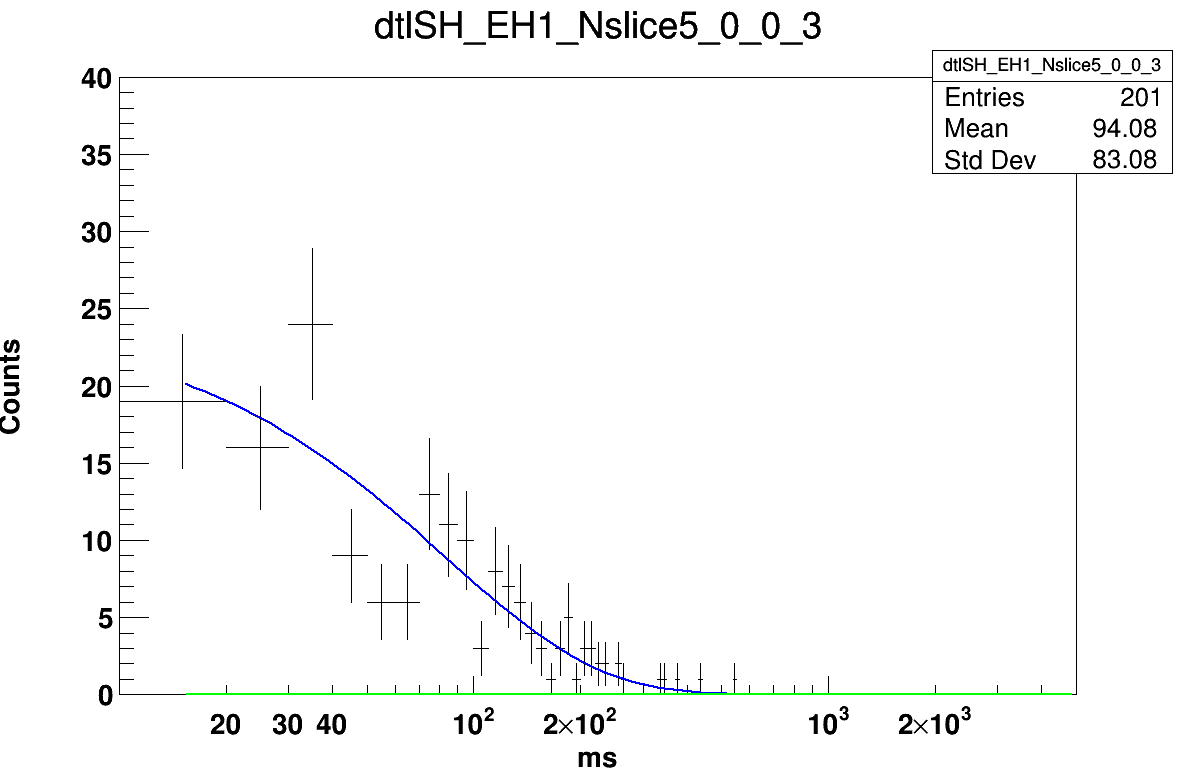 dtlSH_EH1_Nslice5_0_0_3
dtlSH_EH1_Nslice5_0_0_3
Entries 201
Mean 94.08
Std Dev 83.08
Counts
40
35
30
25
20
15
10
5
0
20 30 40 10² 2×10² 10³ 2×10³
ms